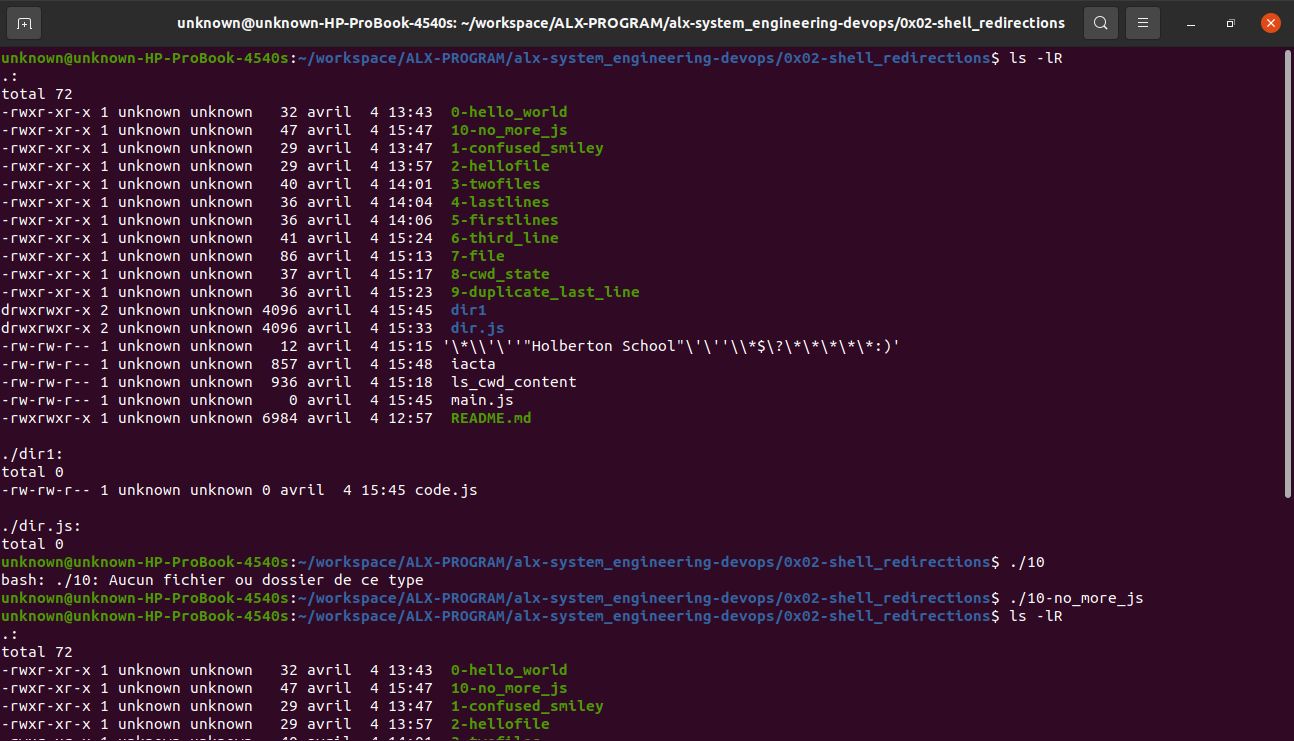 unknown@unknown-HP-ProBook-4540s: ~/workspace/ALX-PROGRAM/alx-system_engineering-devops/0x02-shell_redirections
unknown@unknown-HP-ProBook-4540s:~/workspace/ALX-PROGRAM/alx-system_engineering-devops/0x02-shell_redirections$ ls -lR
.:
total 72
-rwxr-xr-x 1 unknown unknown   32 avril  4 13:43  0-hello_world
-rwxr-xr-x 1 unknown unknown   47 avril  4 15:47  10-no_more_js
-rwxr-xr-x 1 unknown unknown   29 avril  4 13:47  1-confused_smiley
-rwxr-xr-x 1 unknown unknown   29 avril  4 13:57  2-hellofile
-rwxr-xr-x 1 unknown unknown   40 avril  4 14:01  3-twofiles
-rwxr-xr-x 1 unknown unknown   36 avril  4 14:04  4-lastlines
-rwxr-xr-x 1 unknown unknown   36 avril  4 14:06  5-firstlines
-rwxr-xr-x 1 unknown unknown   41 avril  4 15:24  6-third_line
-rwxr-xr-x 1 unknown unknown   86 avril  4 15:13  7-file
-rwxr-xr-x 1 unknown unknown   37 avril  4 15:17  8-cwd_state
-rwxr-xr-x 1 unknown unknown   36 avril  4 15:23  9-duplicate_last_line
drwxrwxr-x 2 unknown unknown 4096 avril  4 15:45  dir1
drwxrwxr-x 2 unknown unknown 4096 avril  4 15:33  dir.js
-rw-rw-r-- 1 unknown unknown   12 avril  4 15:15 '\*\\'\''"Holberton School"\'\''\\*$\?\*\*\*\*\*:)'
-rw-rw-r-- 1 unknown unknown  857 avril  4 15:48  iacta
-rw-rw-r-- 1 unknown unknown  936 avril  4 15:18  ls_cwd_content
-rw-rw-r-- 1 unknown unknown    0 avril  4 15:45  main.js
-rwxrwxr-x 1 unknown unknown 6984 avril  4 12:57  README.md
./dir1:
total 0
-rw-rw-r-- 1 unknown unknown 0 avril  4 15:45 code.js
./dir.js:
total 0
unknown@unknown-HP-ProBook-4540s:~/workspace/ALX-PROGRAM/alx-system_engineering-devops/0x02-shell_redirections$ ./10
bash: ./10: Aucun fichier ou dossier de ce type
unknown@unknown-HP-ProBook-4540s:~/workspace/ALX-PROGRAM/alx-system_engineering-devops/0x02-shell_redirections$ ./10-no_more_js
unknown@unknown-HP-ProBook-4540s:~/workspace/ALX-PROGRAM/alx-system_engineering-devops/0x02-shell_redirections$ ls -lR
.:
total 72
-rwxr-xr-x 1 unknown unknown   32 avril  4 13:43  0-hello_world
-rwxr-xr-x 1 unknown unknown   47 avril  4 15:47  10-no_more_js
-rwxr-xr-x 1 unknown unknown   29 avril  4 13:47  1-confused_smiley
-rwxr-xr-x 1 unknown unknown   29 avril  4 13:57  2-hellofile